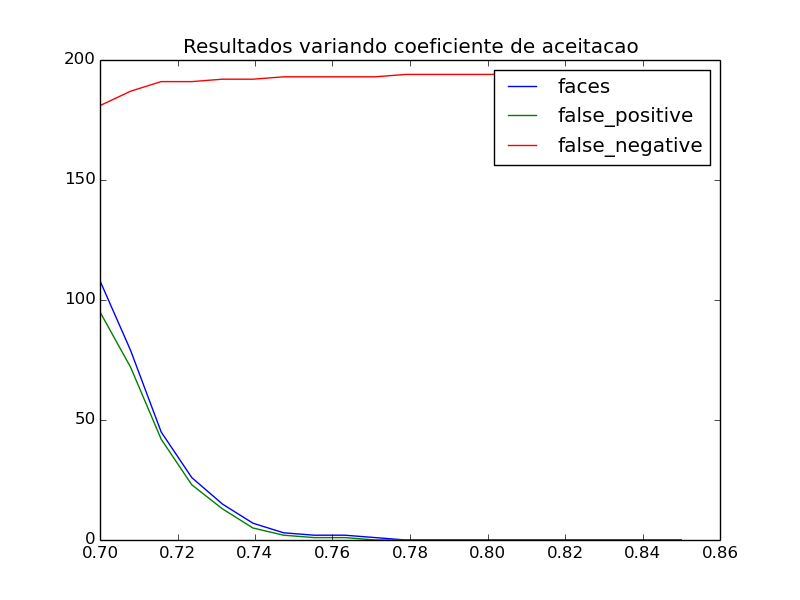 Resultados variando coeficiente de aceitacao
200
150
100
50
0
faces
false_positive
false_negative
0.70 0.72 0.74 0.76 0.78 0.80 0.82 0.84 0.86